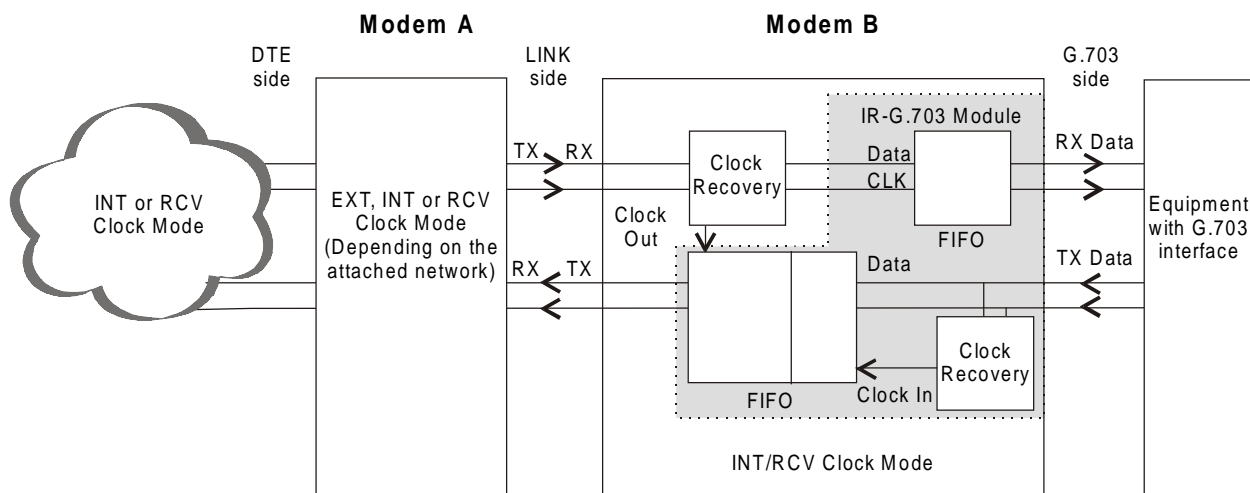 Modem A
Modem B
DTE
side
LINK
side
G.703
side
IR-G.703 Module
TX
RX
Clock
Recovery
Data
CLK
RX Data
INT or RCV
Clock Mode
EXT, INT or RCV
Clock Mode
(Depending on the
attached network)
Clock
Out
FIFO
Equipment
with G.703
interface
RX
TX
Data
TX Data
Clock
Recovery
Clock In
FIFO
INT/RCV Clock Mode